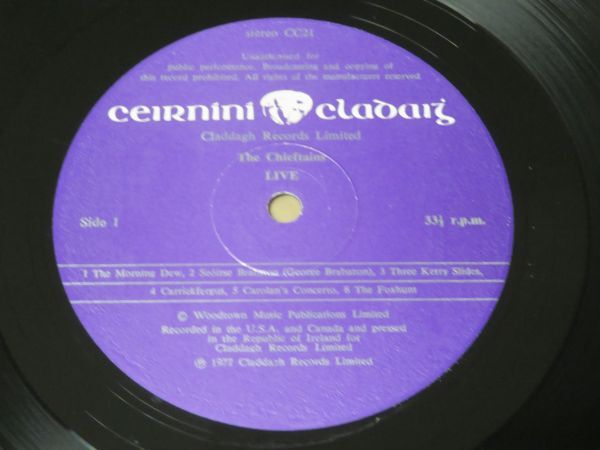 stereo CC21
Unauthorised for
public performance. Broadcasting and copying of
this record prohibited. All rights of the manufacturer reserved
ceirníní cladaig
Claddagh Records Limited
The Chieftains
LIVE
Side 1
33⅓ r.p.m.
1 The Morning Dew, 2 Seóirse Brabston (George Brabazon), 3 Three Kerry Slides,
4 Carrickfergus, 5 Carolan's Concerto, 6 The Foxhunt
© Woodtown Music Publications Limited
Recorded in the U.S.A. and Canada and pressed
in the Republic of Ireland for
Claddagh Records Limited
℗ 1977 Claddagh Records Limited